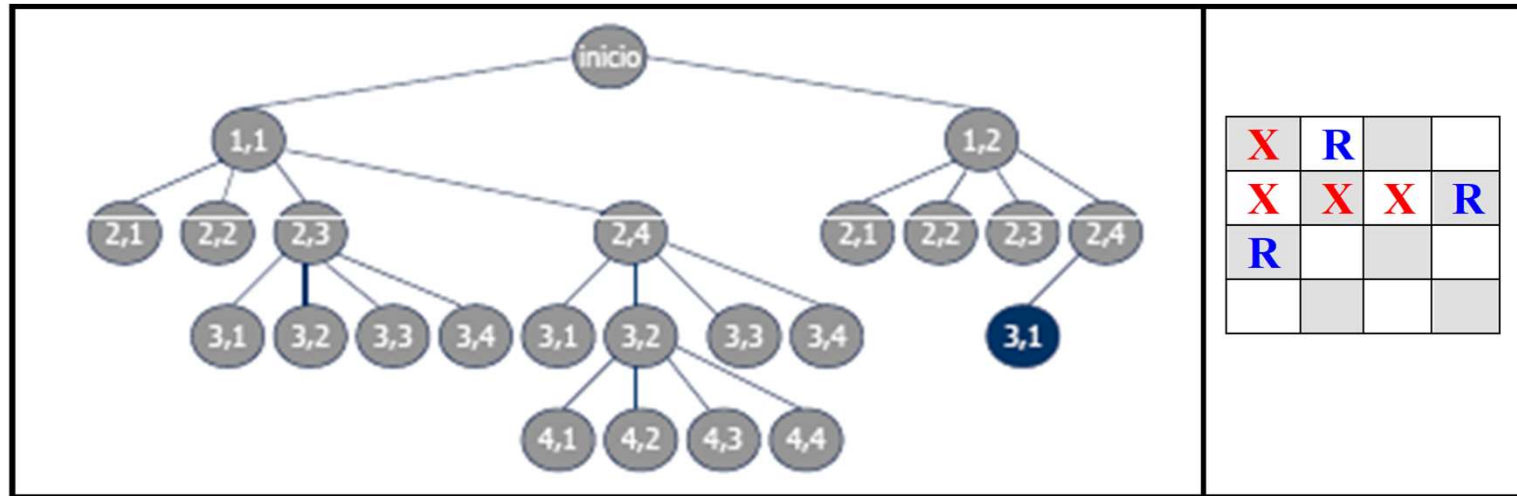 inicio
1,1 1,2
2,1 2,2 2,3 2,4 2,1 2,2 2,3 2,4
3,1 3,2 3,3 3,4 3,1 3,2 3,3 3,4 3,1
4,1 4,2 4,3 4,4
X R
X X X R
R